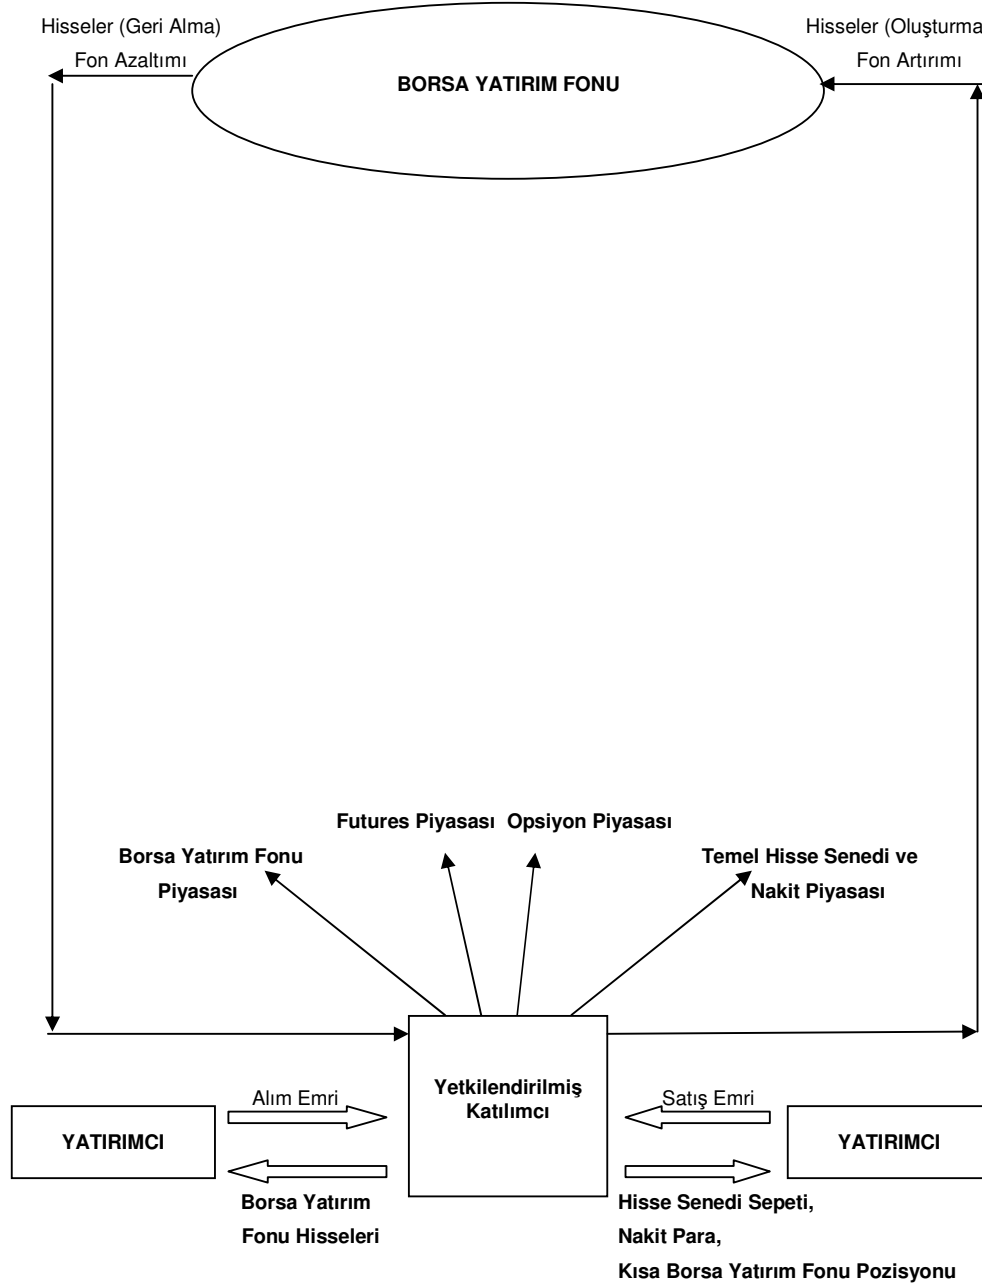 Hisseler (Geri Alma)
Fon Azaltımı
BORSA YATIRIM FONU
Hisseler (Oluşturma
Fon Artırımı
Futures Piyasası Opsiyon Piyasası
Borsa Yatırım Fonu
Piyasası
Temel Hisse Senedi ve
Nakit Piyasası
Yetkilendirilmiş
Katılımcı
Alım Emri
Satış Emri
YATIRIMCI
YATIRIMCI
Borsa Yatırım
Fonu Hisseleri
Hisse Senedi Sepeti,
Nakit Para,
Kısa Borsa Yatırım Fonu Pozisyonu